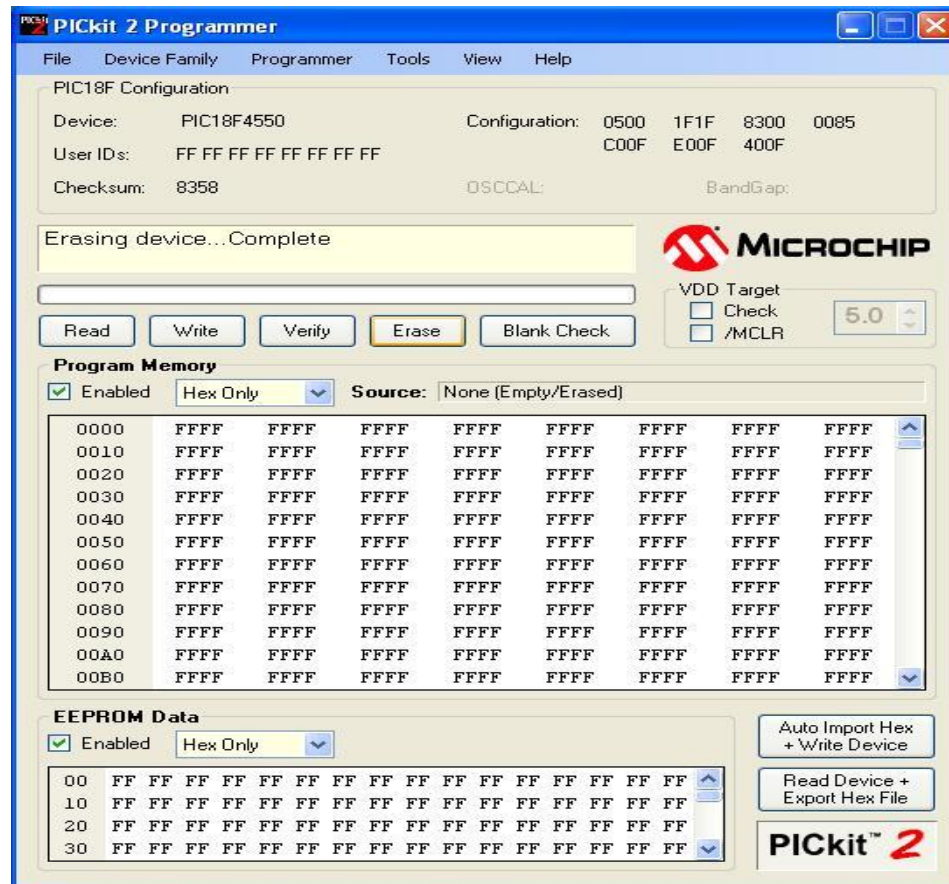 PICkit 2 Programmer
File Device Family Programmer Tools View Help
PIC18F Configuration
Device: PIC18F4550 Configuration: 0500 1F1F 8300 0085
C00F E00F 400F
User IDs: FF FF FF FF FF FF FF FF
Checksum: 8358 OSCCAL: BandGap:
Erasing device...Complete
MICROCHIP
VDD Target
Check
/MCLR
5.0
Read Write Verify Erase Blank Check
Program Memory
Enabled Hex Only Source: None (Empty/Erased)
0000 FFFF FFFF FFFF FFFF FFFF FFFF FFFF FFFF
0010 FFFF FFFF FFFF FFFF FFFF FFFF FFFF FFFF
0020 FFFF FFFF FFFF FFFF FFFF FFFF FFFF FFFF
0030 FFFF FFFF FFFF FFFF FFFF FFFF FFFF FFFF
0040 FFFF FFFF FFFF FFFF FFFF FFFF FFFF FFFF
0050 FFFF FFFF FFFF FFFF FFFF FFFF FFFF FFFF
0060 FFFF FFFF FFFF FFFF FFFF FFFF FFFF FFFF
0070 FFFF FFFF FFFF FFFF FFFF FFFF FFFF FFFF
0080 FFFF FFFF FFFF FFFF FFFF FFFF FFFF FFFF
0090 FFFF FFFF FFFF FFFF FFFF FFFF FFFF FFFF
00A0 FFFF FFFF FFFF FFFF FFFF FFFF FFFF FFFF
00B0 FFFF FFFF FFFF FFFF FFFF FFFF FFFF FFFF
EEPROM Data
Enabled Hex Only
00 FF FF FF FF FF FF FF FF FF FF FF FF FF FF FF FF
10 FF FF FF FF FF FF FF FF FF FF FF FF FF FF FF FF
20 FF FF FF FF FF FF FF FF FF FF FF FF FF FF FF FF
30 FF FF FF FF FF FF FF FF FF FF FF FF FF FF FF FF
Auto Import Hex
+ Write Device
Read Device +
Export Hex File
PICkit™ 2